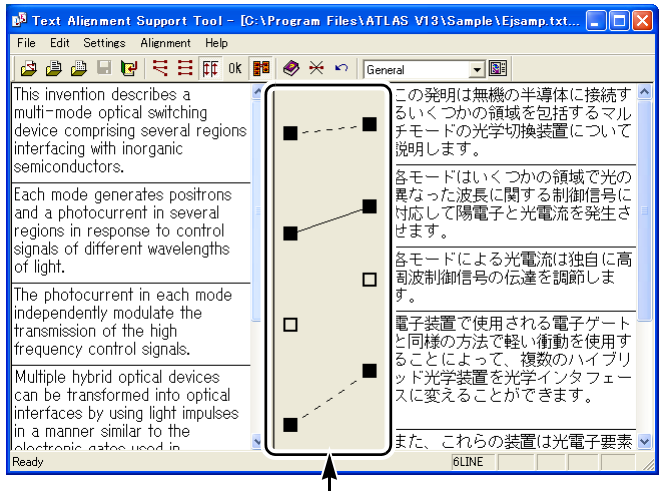 Text Alignment Support Tool - [C:\Program Files\ATLAS V13\Sample\Ejsamp.txt...
File Edit Settings Alignment Help
Ok General
This invention describes a
multi-mode optical switching
device comprising several regions
interfacing with inorganic
semiconductors.
Each mode generates positrons
and a photocurrent in several
regions in response to control
signals of different wavelengths
of light.
The photocurrent in each mode
independently modulate the
transmission of the high
frequency control signals.
Multiple hybrid optical devices
can be transformed into optical
interfaces by using light impulses
in a manner similar to the
electronic gates used in
この発明は無機の半導体に接続す
るいくつかの領域を包括するマル
チモードの光学切換装置について
説明します。
各モードはいくつかの領域で光の
異なった波長に関する制御信号に
対応して陽電子と光電流を発生さ
せます。
各モードによる光電流は独自に高
周波制御信号の伝達を調節しま
す。
電子装置で使用される電子ゲート
と同様の方法で軽い衝動を使用す
ることによって、複数のハイブリ
ッド光学装置を光学インタフェー
スに変えることができます。
また、これらの装置は光電子要素
Ready 6LINE